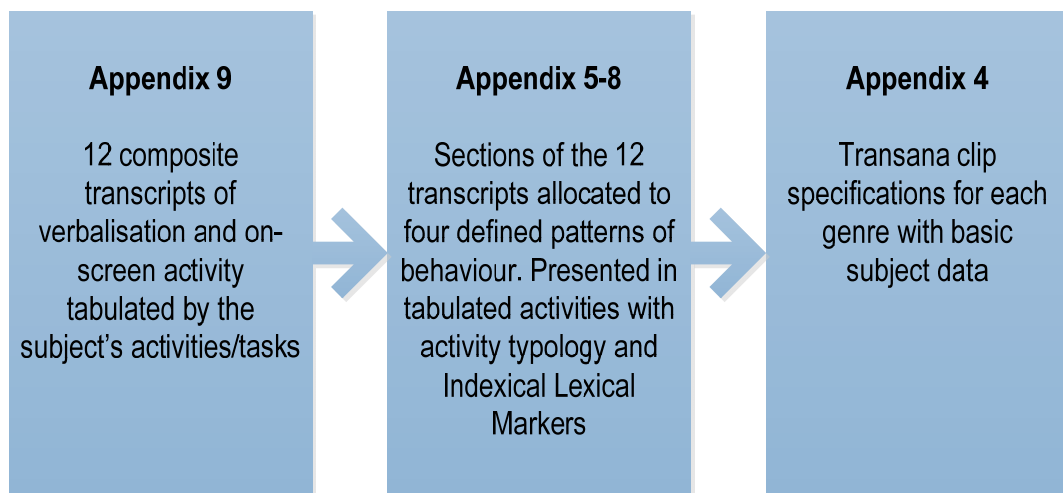 Appendix 9
12 composite
transcripts of
verbalisation and on-
screen activity
tabulated by the
subject's activities/tasks
Appendix 5-8
Sections of the 12
transcripts allocated to
four defined patterns of
behaviour. Presented in
tabulated activities with
activity typology and
Indexical Lexical
Markers
Appendix 4
Transana clip
specifications for each
genre with basic
subject data